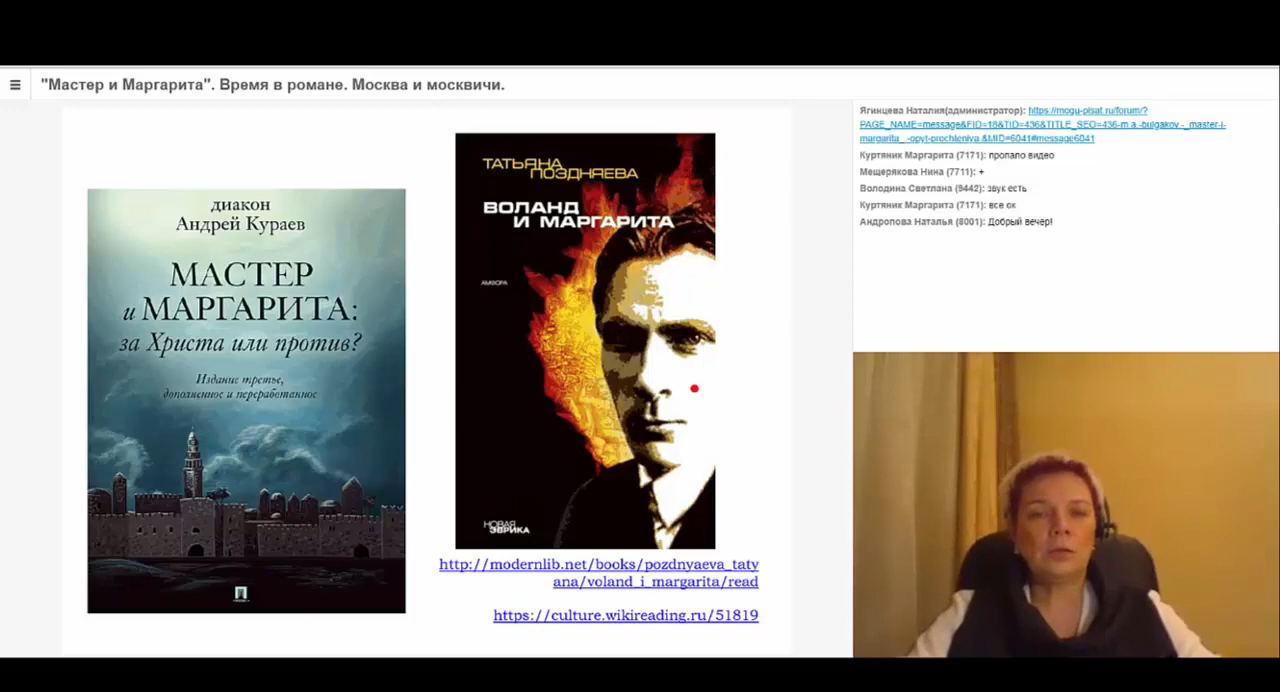 "Мастер и Маргарита". Время в романе. Москва и москвичи.
диакон
Андрей Кураев
МАСТЕР
и МАРГАРИТА:
за Христа или против?
Издание третье,
дополненное и переработанное
ТАТЬЯНА
ПОЗДНЯЕВА
ВОЛАНД
И МАРГАРИТА
АМФОРА
НОВАЯ
ЭВРИКА
http://modernlib.net/books/pozdnyaeva_taty
ana/voland_i_margarita/read
https://culture.wikireading.ru/51819
Ягинцева Наталия(администратор): https://mogu-pisat.ru/forum/?
PAGE_NAME=message&FID=18&TID=436&TITLE_SEO=436-m.a.-bulgakov.-_master-i-
margarita_.-opyt-prochteniya.&MID=6041#message6041
Куртяник Маргарита (7171): пропало видео
Мещерякова Нина (7711): +
Володина Светлана (9442): звук есть
Куртяник Маргарита (7171): все ок
Андропова Наталья (8001): Добрый вечер!